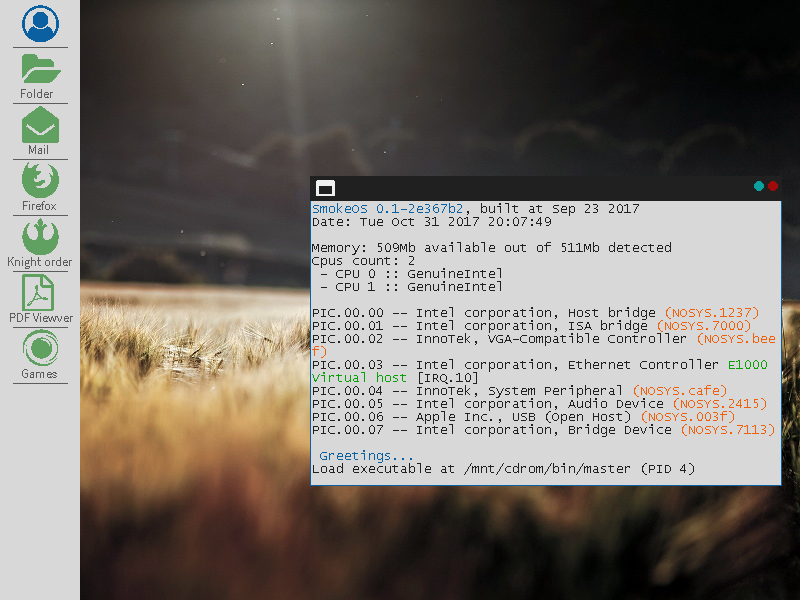 Folder
Mail
Firefox
Knight order
PDF Viewver
Games
SmokeOS 0.1-2e367b2, built at Sep 23 2017
Date: Tue Oct 31 2017 20:07:49
Memory: 509Mb available out of 511Mb detected
Cpus count: 2
- CPU 0 :: GenuineIntel
- CPU 1 :: GenuineIntel
PIC.00.00 -- Intel corporation, Host bridge (NOSYS.1237)
PIC.00.01 -- Intel corporation, ISA bridge (NOSYS.7000)
PIC.00.02 -- InnoTek, VGA-Compatible Controller (NOSYS.bee
f)
PIC.00.03 -- Intel corporation, Ethernet Controller E1000
Virtual host [IRQ.10]
PIC.00.04 -- InnoTek, System Peripheral (NOSYS.cafe)
PIC.00.05 -- Intel corporation, Audio Device (NOSYS.2415)
PIC.00.06 -- Apple Inc., USB (Open Host) (NOSYS.003f)
PIC.00.07 -- Intel corporation, Bridge Device (NOSYS.7113)
Greetings...
Load executable at /mnt/cdrom/bin/master (PID 4)